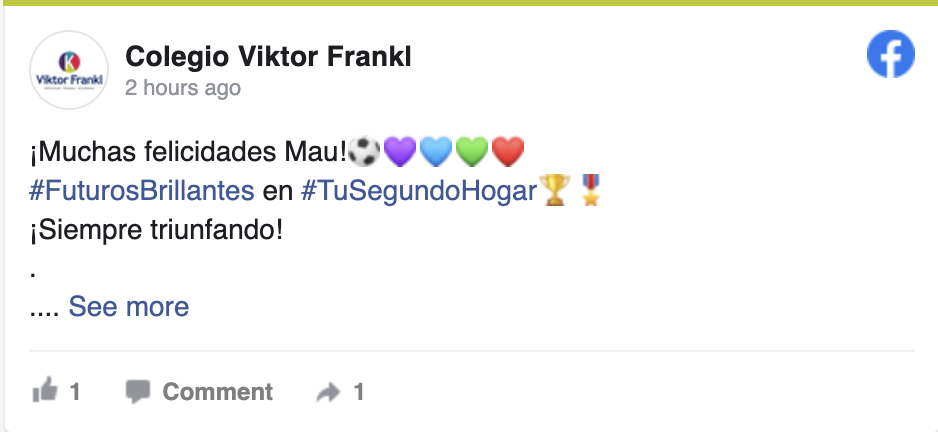 Viktor Frankl
Colegio Viktor Frankl
2 hours ago
¡Muchas felicidades Mau!⚽💜💙💚❤️
#FuturosBrillantes en #TuSegundoHogar🏆🎖️
¡Siempre triunfando!
.
.... See more
1 Comment 1